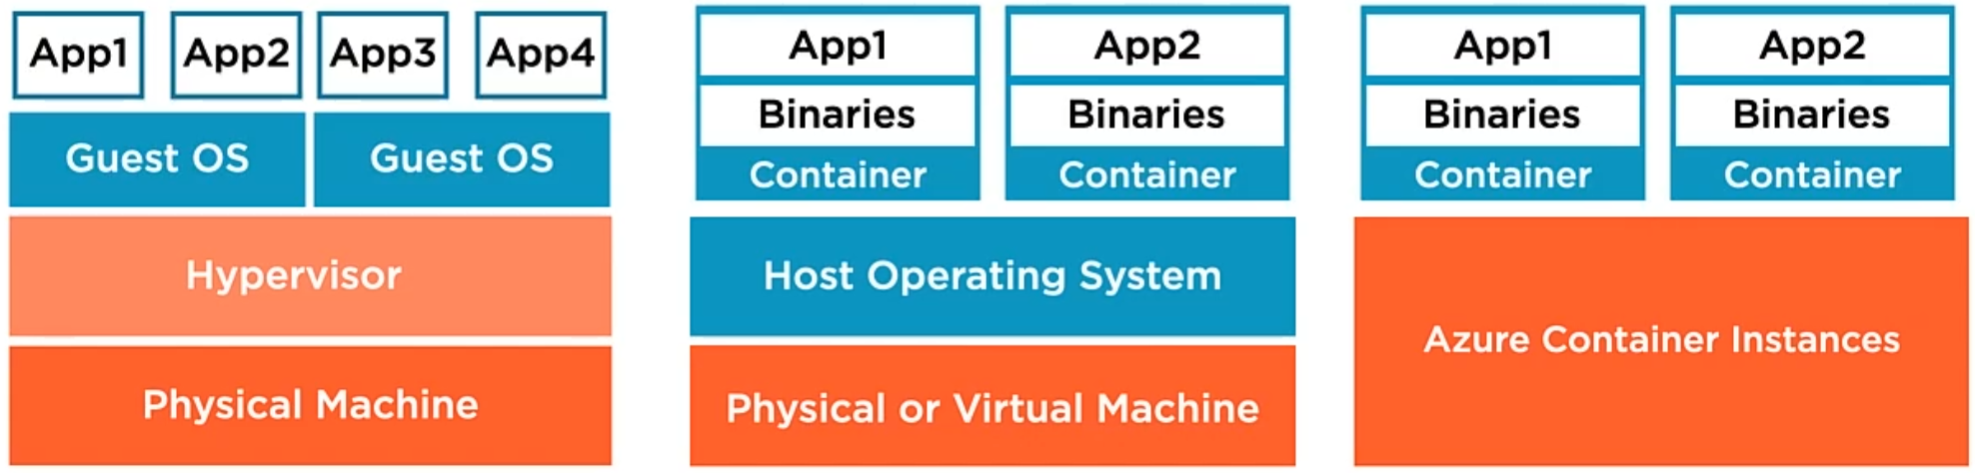 App1
App2
App3
App4
Guest OS
Guest OS
Hypervisor
Physical Machine
App1
Binaries
Container
App2
Binaries
Container
Host Operating System
Physical or Virtual Machine
App1
Binaries
Container
App2
Binaries
Container
Azure Container Instances